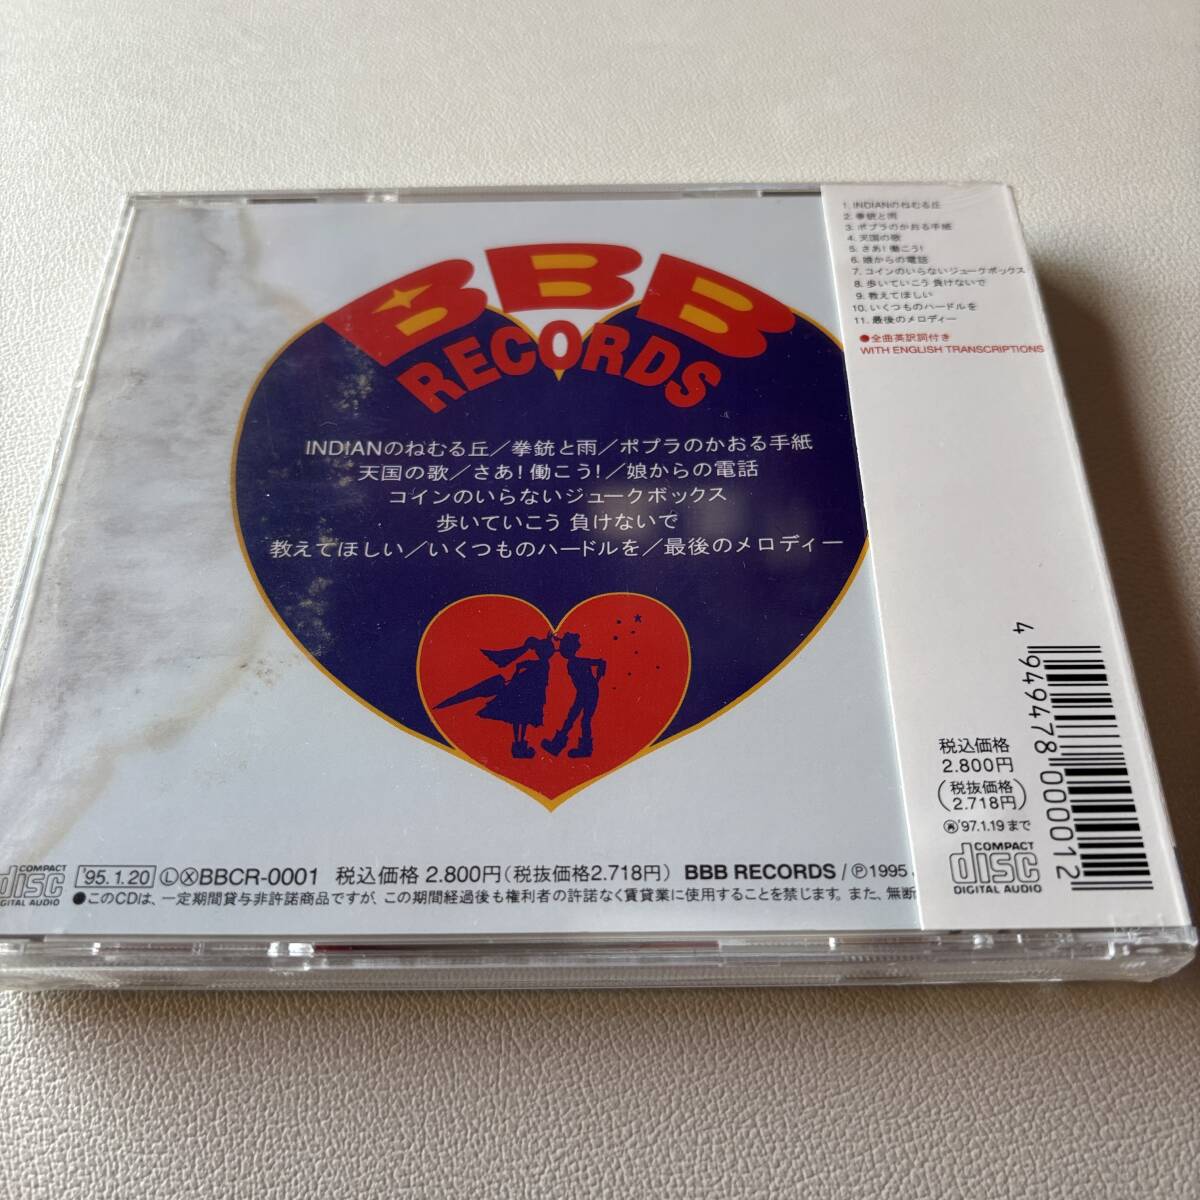 BBB
RECORDS
INDIANのねむる丘／拳銃と雨／ポプラのかおる手紙
天国の歌／さあ！働こう！／娘からの電話
コインのいらないジュークボックス
歩いていこう 負けないで
教えてほしい／いくつものハードルを／最後のメロディー
COMPACT
disc
DIGITAL AUDIO
'95.1.20 ⓁⓍBBCR-0001 税込価格 2.800円(税抜価格2.718円) BBB RECORDS / Ⓟ1995
●このCDは、一定期間貸与非許諾商品ですが、この期間経過後も権利者の許諾なく賃貸業に使用することを禁じます。また、無断
1. INDIANのねむる丘
2. 拳銃と雨
3. ポプラのかおる手紙
4. 天国の歌
5. さあ！働こう！
6. 娘からの電話
7. コインのいらないジュークボックス
8. 歩いていこう 負けないで
9. 教えてほしい
10. いくつものハードルを
11. 最後のメロディー
●全曲英訳詞付き
WITH ENGLISH TRANSCRIPTIONS
4 949478 000012
税込価格
2.800円
(税抜価格
2.718円)
'97.1.19まで
COMPACT
disc
DIGITAL AUDIO